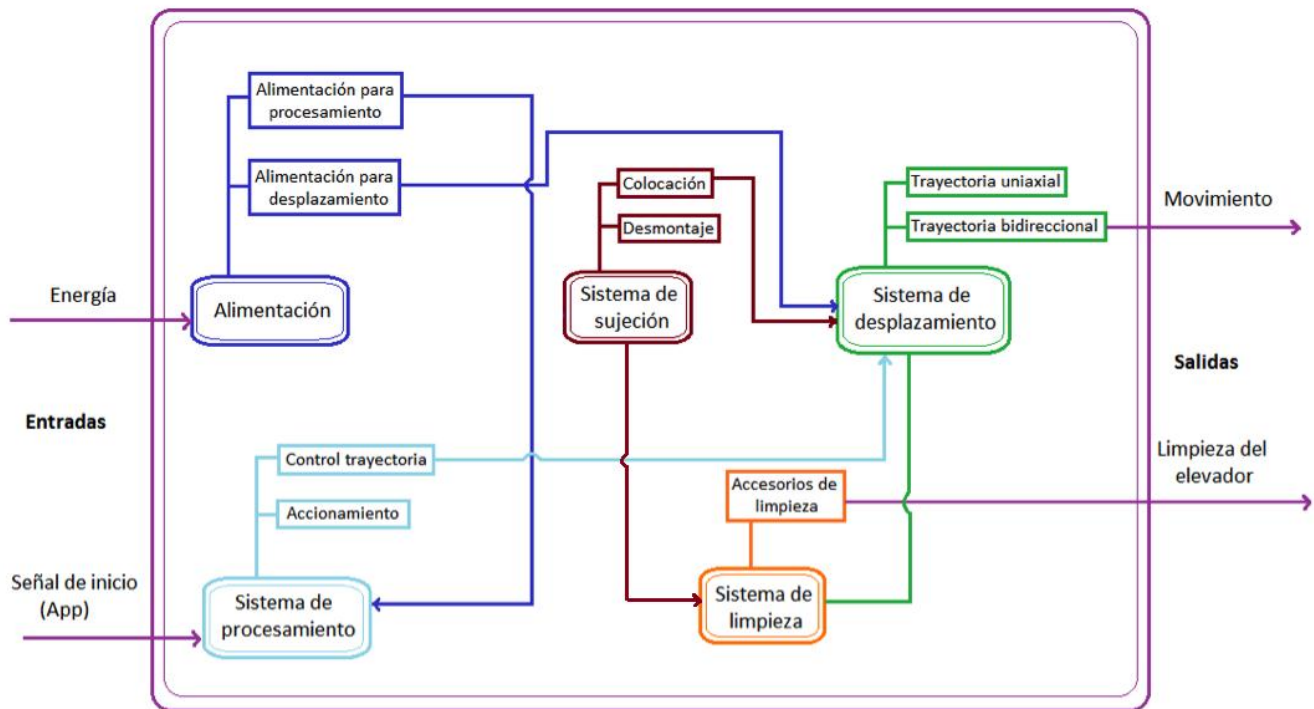 Alimentación para
procesamiento
Alimentación para
desplazamiento
Alimentación
Energía
Entradas
Colocación
Desmontaje
Sistema de
sujeción
Trayectoria uniaxial
Trayectoria bidireccional
Sistema de
desplazamiento
Movimiento
Salidas
Control trayectoria
Accionamiento
Señal de inicio
(App)
Sistema de
procesamiento
Accesorios de
limpieza
Sistema de
limpieza
Limpieza del
elevador